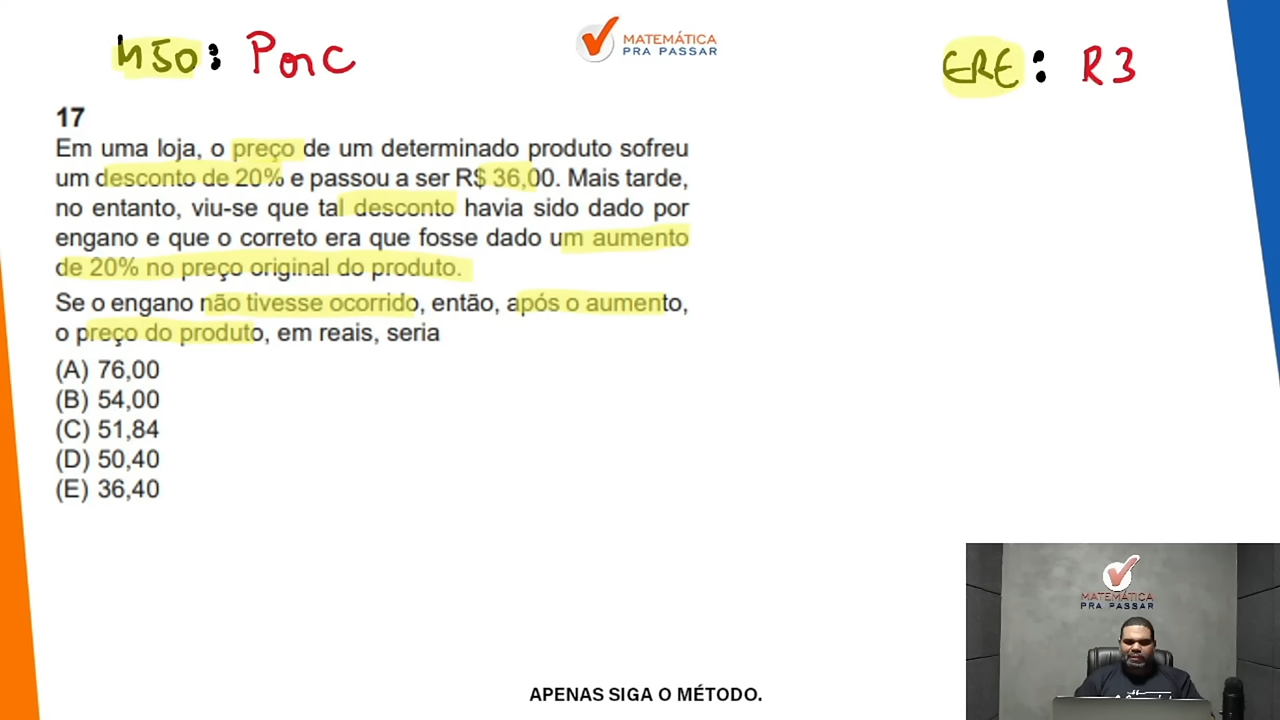 MSO: PorC
MATEMÁTICA
PRA PASSAR
ERE: R3
17
Em uma loja, o preço de um determinado produto sofreu
um desconto de 20% e passou a ser R$ 36,00. Mais tarde,
no entanto, viu-se que tal desconto havia sido dado por
engano e que o correto era que fosse dado um aumento
de 20% no preço original do produto.
Se o engano não tivesse ocorrido, então, após o aumento,
o preço do produto, em reais, seria
(A) 76,00
(B) 54,00
(C) 51,84
(D) 50,40
(E) 36,40
MATEMÁTICA
PRA PASSAR
APENAS SIGA O MÉTODO.